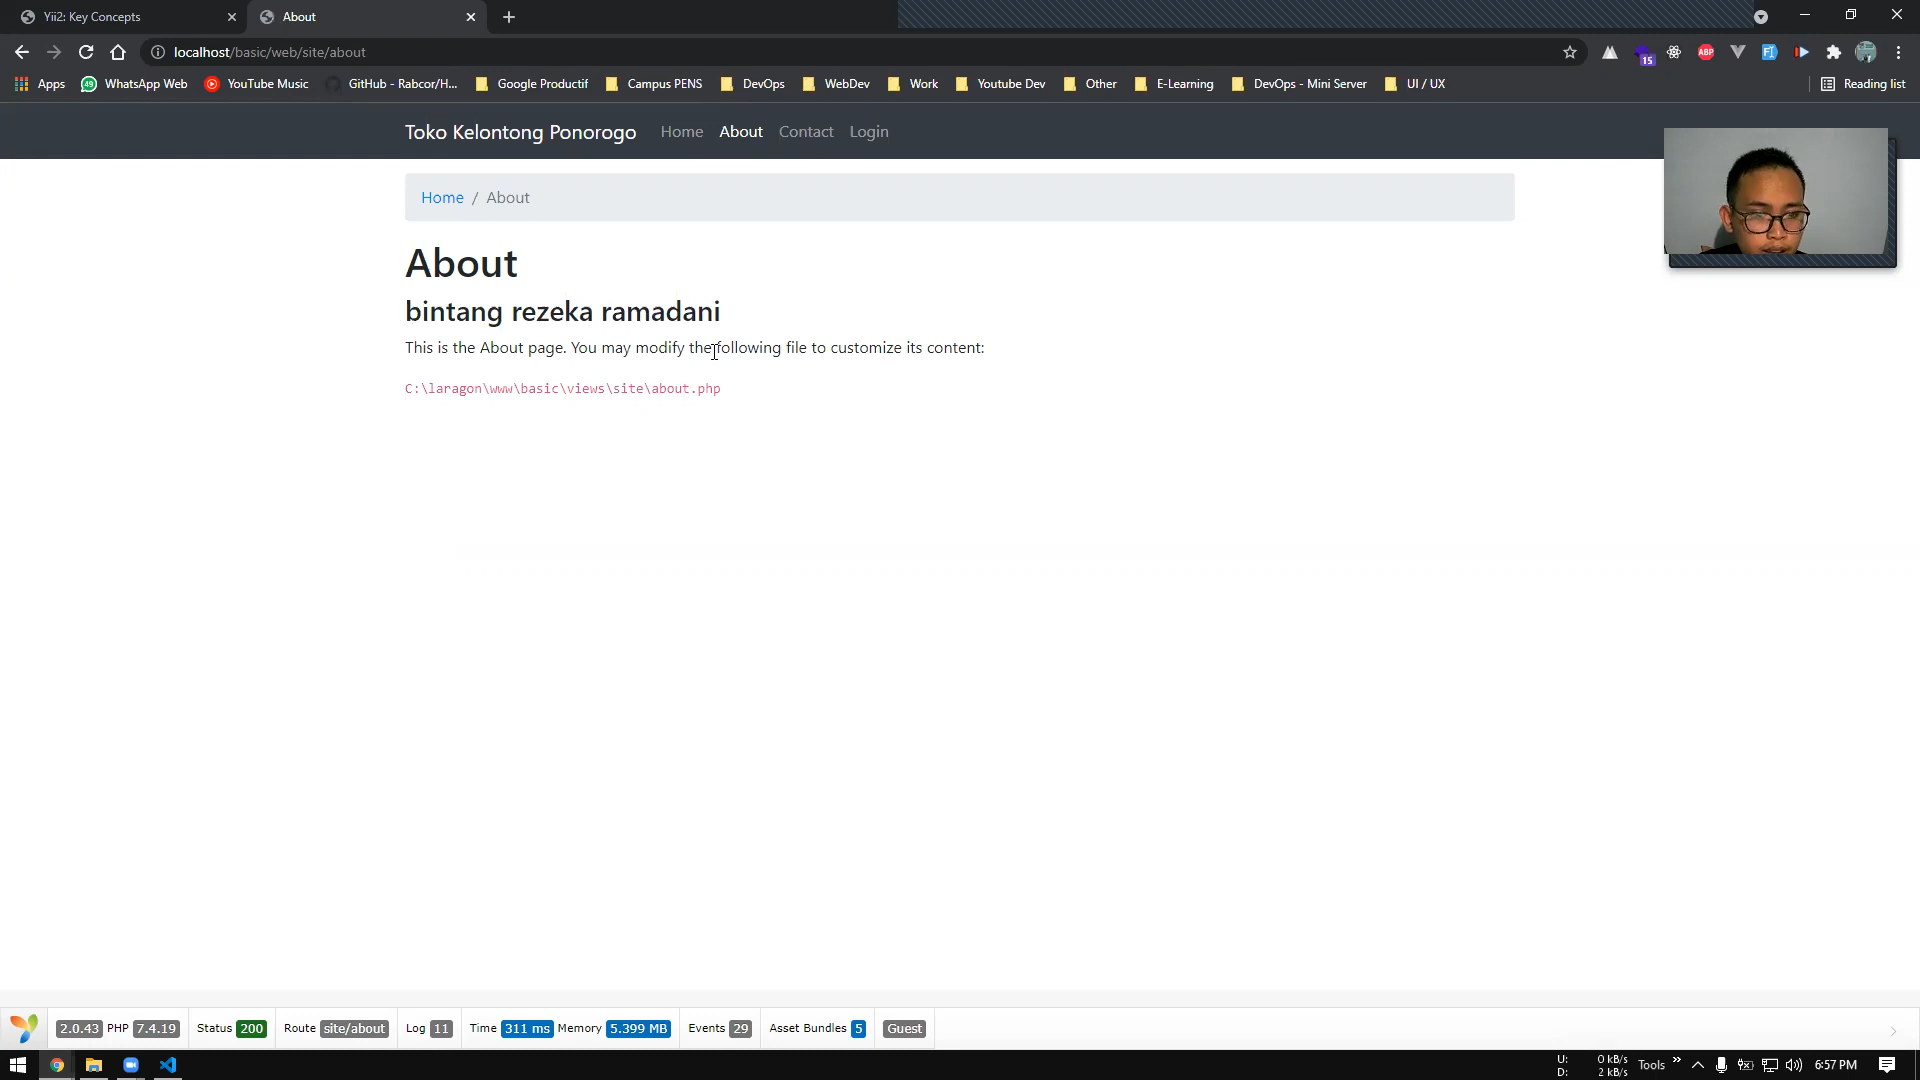 Yii2: Key Concepts
About
localhost/basic/web/site/about
15
ABP
Apps
49
WhatsApp Web
YouTube Music
GitHub - Rabcor/H...
Google Productif
Campus PENS
DevOps
WebDev
Work
Youtube Dev
Other
E-Learning
DevOps - Mini Server
UI / UX
Reading list
Toko Kelontong Ponorogo Home About Contact Login
Home / About
About
bintang rezeka ramadani
This is the About page. You may modify the following file to customize its content:
C:\laragon\www\basic\views\site\about.php
2.0.43 PHP 7.4.19 Status 200 Route site/about Log 11 Time 311 ms Memory 5.399 MB Events 29 Asset Bundles 5 Guest
U: 0 kB/s
D: 2 kB/s
Tools
6:57 PM